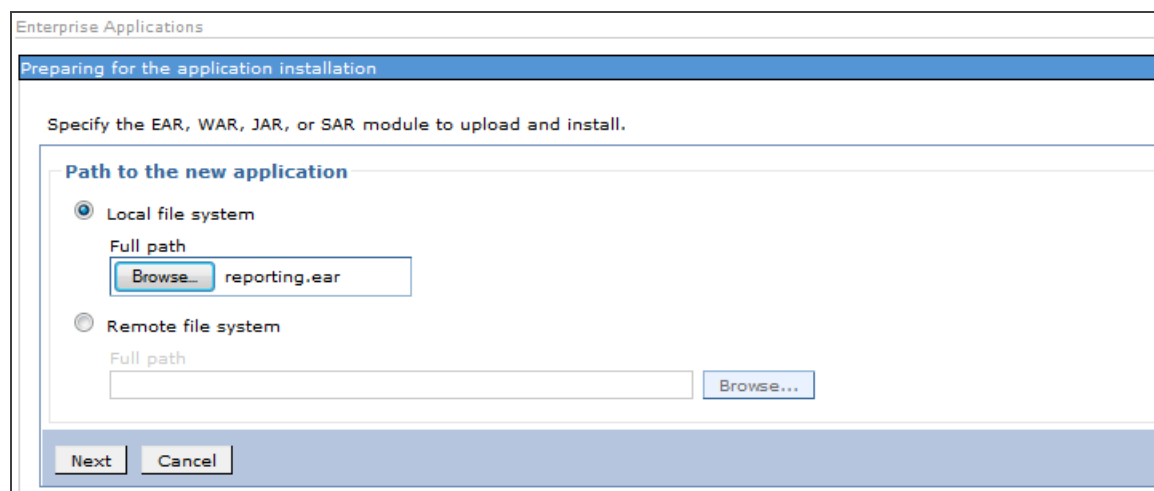 Enterprise Applications
Preparing for the application installation
Specify the EAR, WAR, JAR, or SAR module to upload and install.
Path to the new application
Local file system
Full path
Browse... reporting.ear
Remote file system
Full path
Browse...
Next Cancel